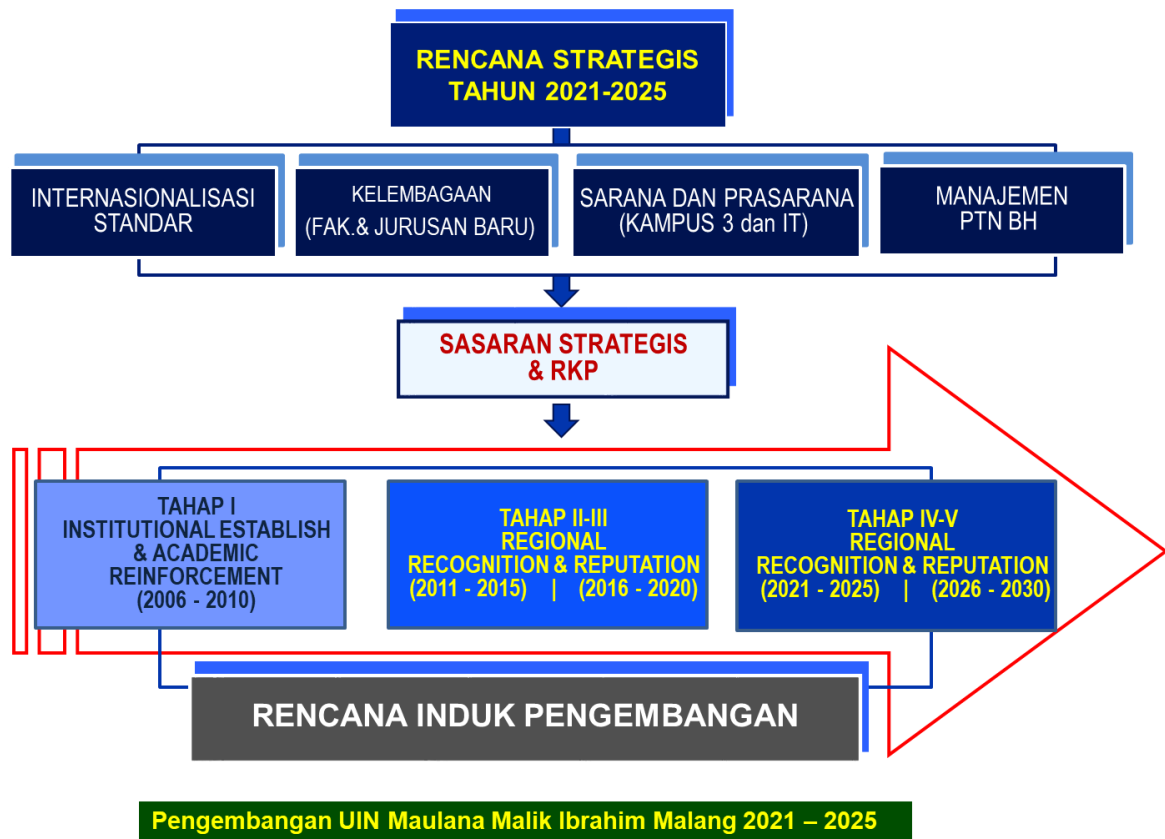 RENCANA STRATEGIS
TAHUN 2021-2025
INTERNASIONALISASI
STANDAR
KELEMBAGAAN
(FAK.& JURUSAN BARU)
SARANA DAN PRASARANA
(KAMPUS 3 dan IT)
MANAJEMEN
PTN BH
SASARAN STRATEGIS
& RKP
TAHAP I
INSTITUTIONAL ESTABLISH
& ACADEMIC
REINFORCEMENT
(2006 - 2010)
TAHAP II-III
REGIONAL
RECOGNITION & REPUTATION
(2011 - 2015) | (2016 - 2020)
TAHAP IV-V
REGIONAL
RECOGNITION & REPUTATION
(2021 - 2025) | (2026 - 2030)
RENCANA INDUK PENGEMBANGAN
Pengembangan UIN Maulana Malik Ibrahim Malang 2021 – 2025